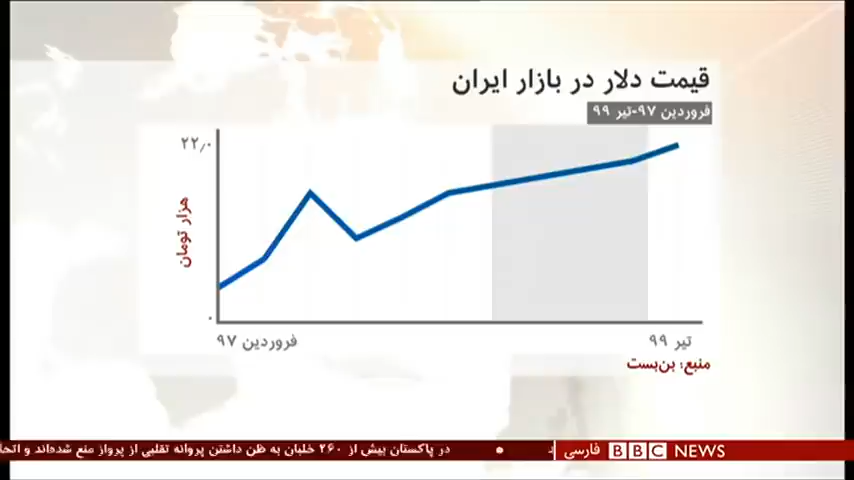 قیمت دلار در بازار ایران
فروردین ۹۷-تیر ۹۹
۲۲٫۰
هزار تومان
۰
فروردین ۹۷
تیر ۹۹
منبع: بن‌بست
در پاکستان بیش از ۲۶۰ خلبان به ظن داشتن پروانه تقلبی از پرواز منع شده‌اند و
BBC NEWS فارسی